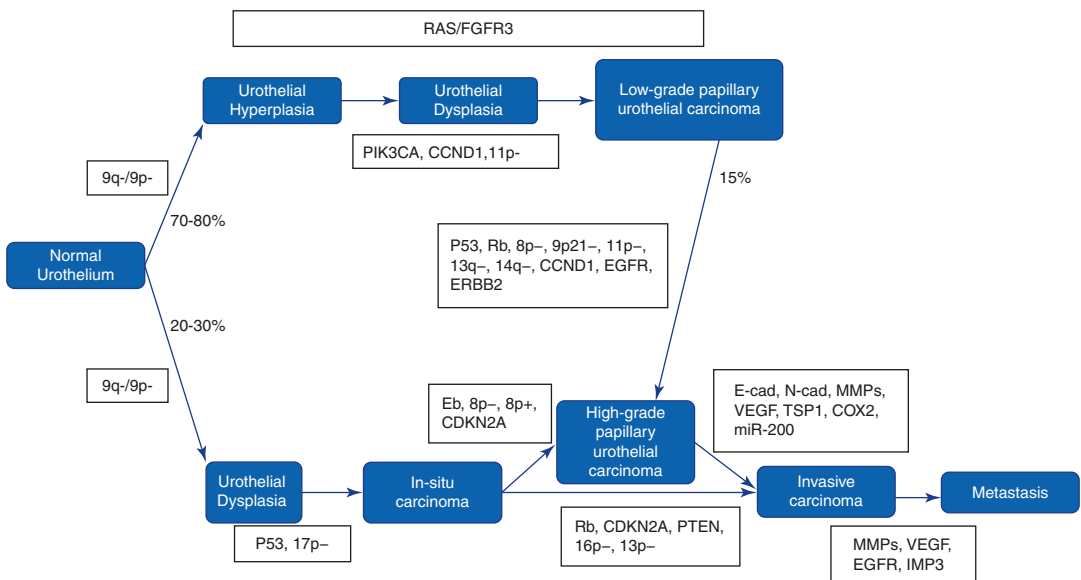 RAS/FGFR3
Urothelial
Hyperplasia
Urothelial
Dysplasia
Low-grade papillary
urothelial carcinoma
PIK3CA, CCND1,11p-
9q-/9p-
15%
70-80%
Normal
Urothelium
P53, Rb, 8p–, 9p21–, 11p–,
13q–, 14q–, CCND1, EGFR,
ERBB2
20-30%
9q-/9p-
Eb, 8p–, 8p+,
CDKN2A
High-grade
papillary
urothelial
carcinoma
E-cad, N-cad, MMPs,
VEGF, TSP1, COX2,
miR-200
Urothelial
Dysplasia
In-situ
carcinoma
Invasive
carcinoma
Metastasis
P53, 17p–
Rb, CDKN2A, PTEN,
16p–, 13p–
MMPs, VEGF,
EGFR, IMP3